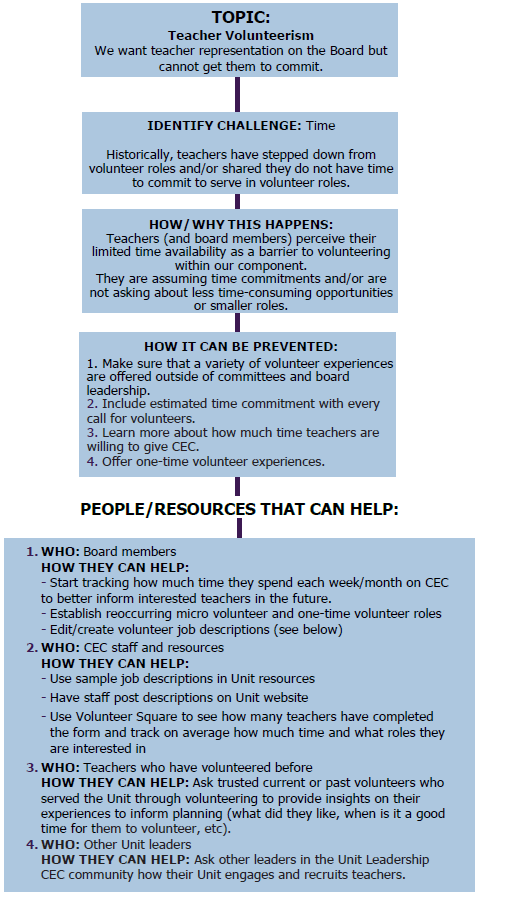 TOPIC:
Teacher Volunteerism
We want teacher representation on the Board but
cannot get them to commit.
IDENTIFY CHALLENGE: Time
Historically, teachers have stepped down from
volunteer roles and/or shared they do not have time
to commit to serve in volunteer roles.
HOW/WHY THIS HAPPENS:
Teachers (and board members) perceive their
limited time availability as a barrier to volunteering
within our component.
They are assuming time commitments and/or are
not asking about less time-consuming opportunities
or smaller roles.
HOW IT CAN BE PREVENTED:
1. Make sure that a variety of volunteer experiences
are offered outside of committees and board
leadership.
2. Include estimated time commitment with every
call for volunteers.
3. Learn more about how much time teachers are
willing to give CEC.
4. Offer one-time volunteer experiences.
PEOPLE/RESOURCES THAT CAN HELP:
1. WHO: Board members
HOW THEY CAN HELP:
- Start tracking how much time they spend each week/month on CEC
to better inform interested teachers in the future.
- Establish reoccurring micro volunteer and one-time volunteer roles
- Edit/create volunteer job descriptions (see below)
2. WHO: CEC staff and resources
HOW THEY CAN HELP:
- Use sample job descriptions in Unit resources
- Have staff post descriptions on Unit website
- Use Volunteer Square to see how many teachers have completed
the form and track on average how much time and what roles they
are interested in
3. WHO: Teachers who have volunteered before
HOW THEY CAN HELP: Ask trusted current or past volunteers who
served the Unit through volunteering to provide insights on their
experiences to inform planning (what did they like, when is it a good
time for them to volunteer, etc).
4. WHO: Other Unit leaders
HOW THEY CAN HELP: Ask other leaders in the Unit Leadership
CEC community how their Unit engages and recruits teachers.